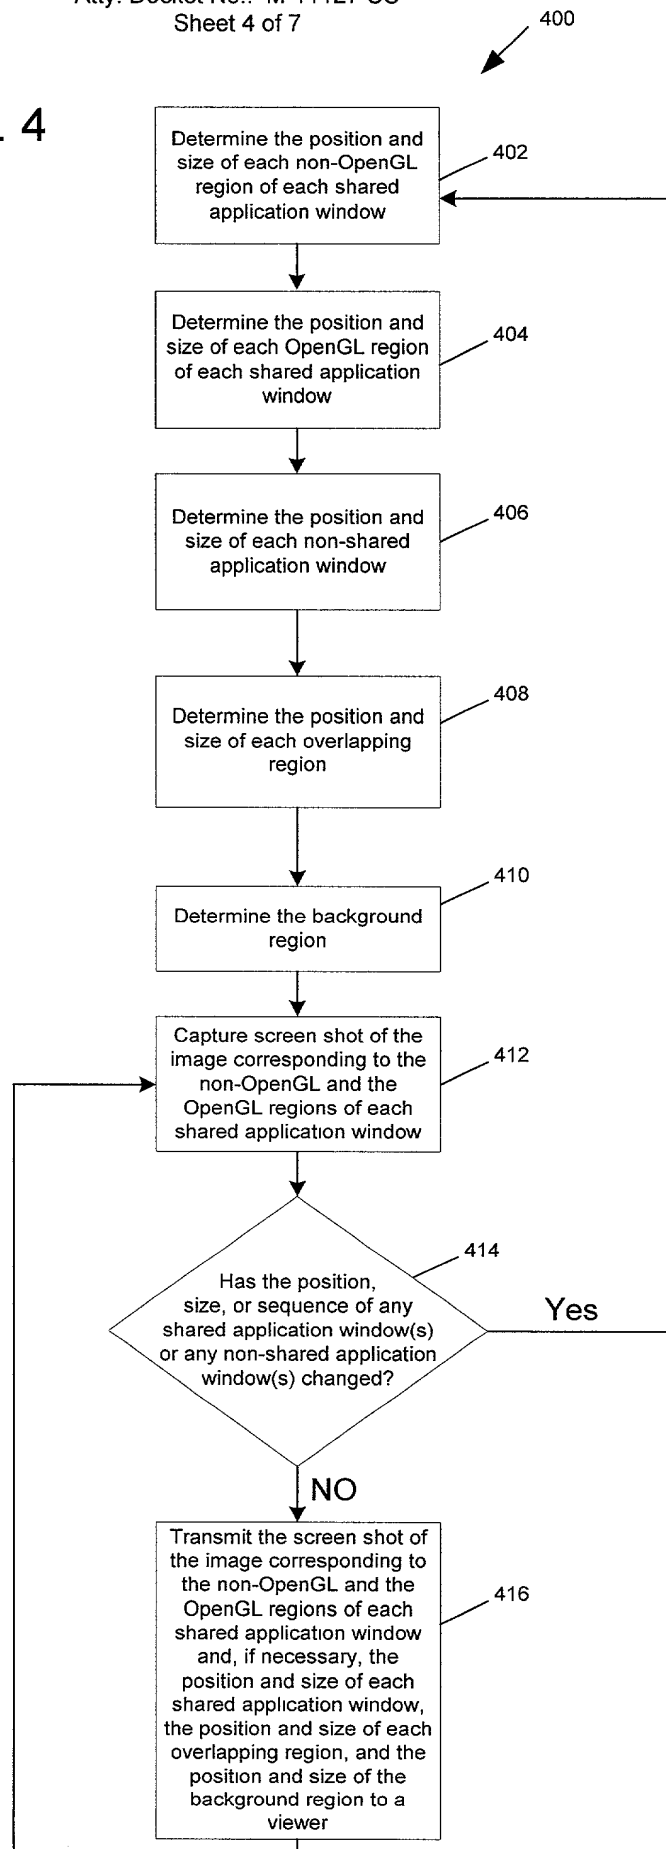 Sheet 4 of 7
400
. 4
Determine the position and
size of each non-OpenGL
region of each shared
application window
402
Determine the position and
size of each OpenGL region
of each shared application
window
404
Determine the position and
size of each non-shared
application window
406
Determine the position and
size of each overlapping
region
408
Determine the background
region
410
Capture screen shot of the
image corresponding to the
non-OpenGL and the
OpenGL regions of each
shared application window
412
Has the position,
size, or sequence of any
shared application window(s)
or any non-shared application
window(s) changed?
414
Yes
NO
Transmit the screen shot of
the image corresponding to
the non-OpenGL and the
OpenGL regions of each
shared application window
and, if necessary, the
position and size of each
shared application window,
the position and size of each
overlapping region, and the
position and size of the
background region to a
viewer
416